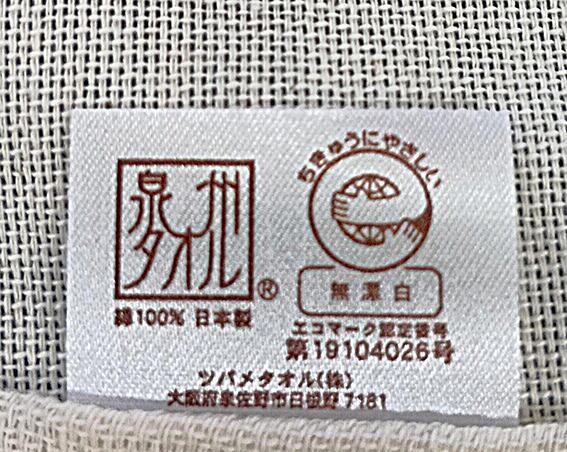 泉州
タオル
®
綿100% 日本製
ちきゅうにやさしい
無漂白
エコマーク認定番号
第19104026号
ツバメタオル(株)
大阪府泉佐野市日根野7181